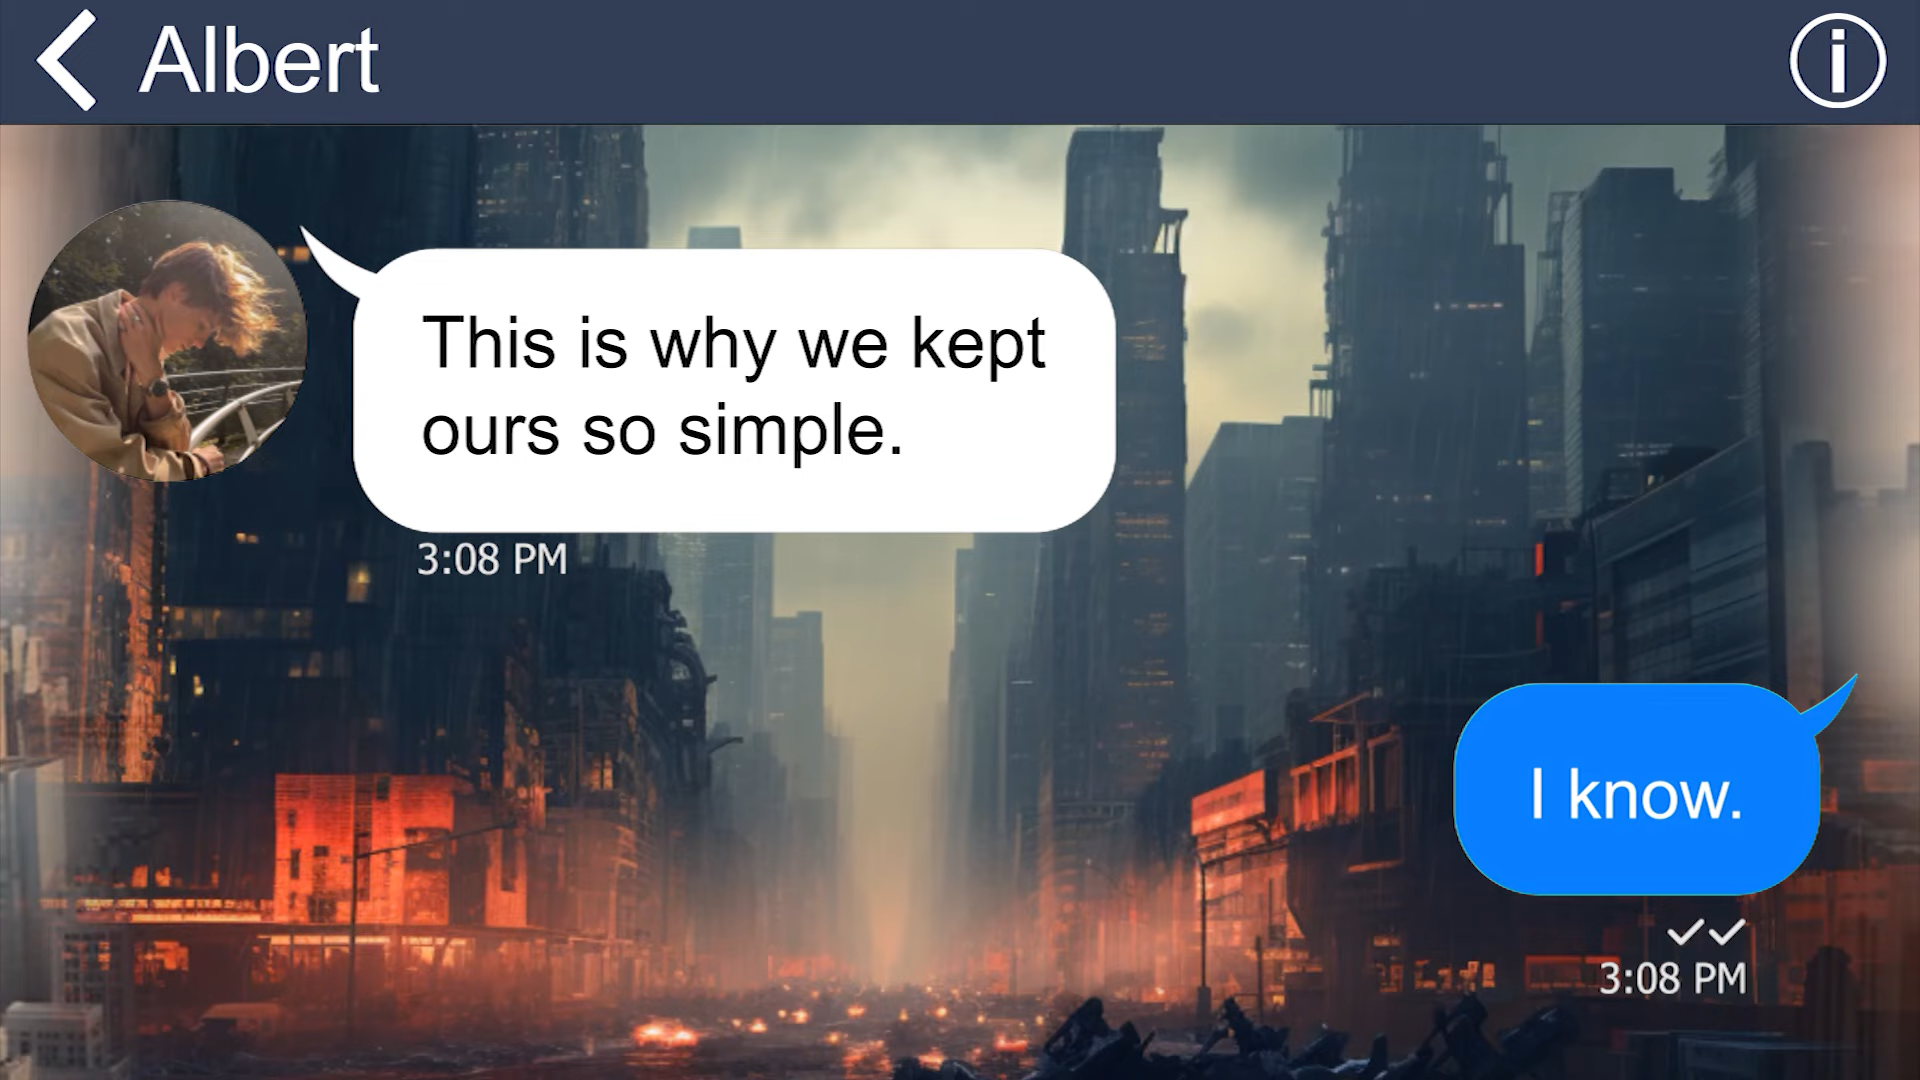 Albert
This is why we kept
ours so simple.
3:08 PM
I know.
3:08 PM